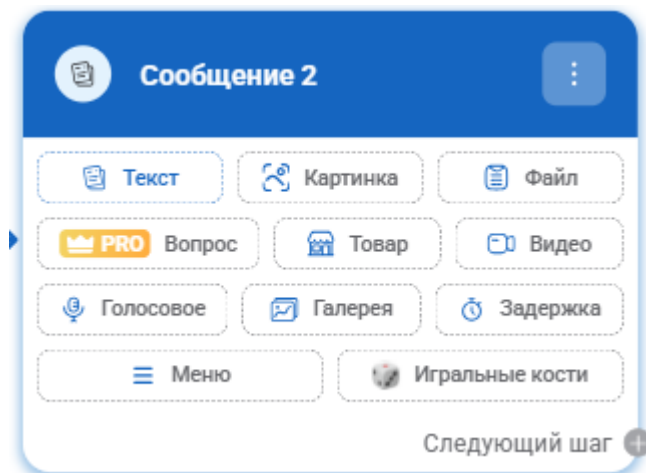 Сообщение 2
Текст Картинка Файл
PRO Вопрос Товар Видео
Голосовое Галерея Задержка
Меню Игральные кости
Следующий шаг